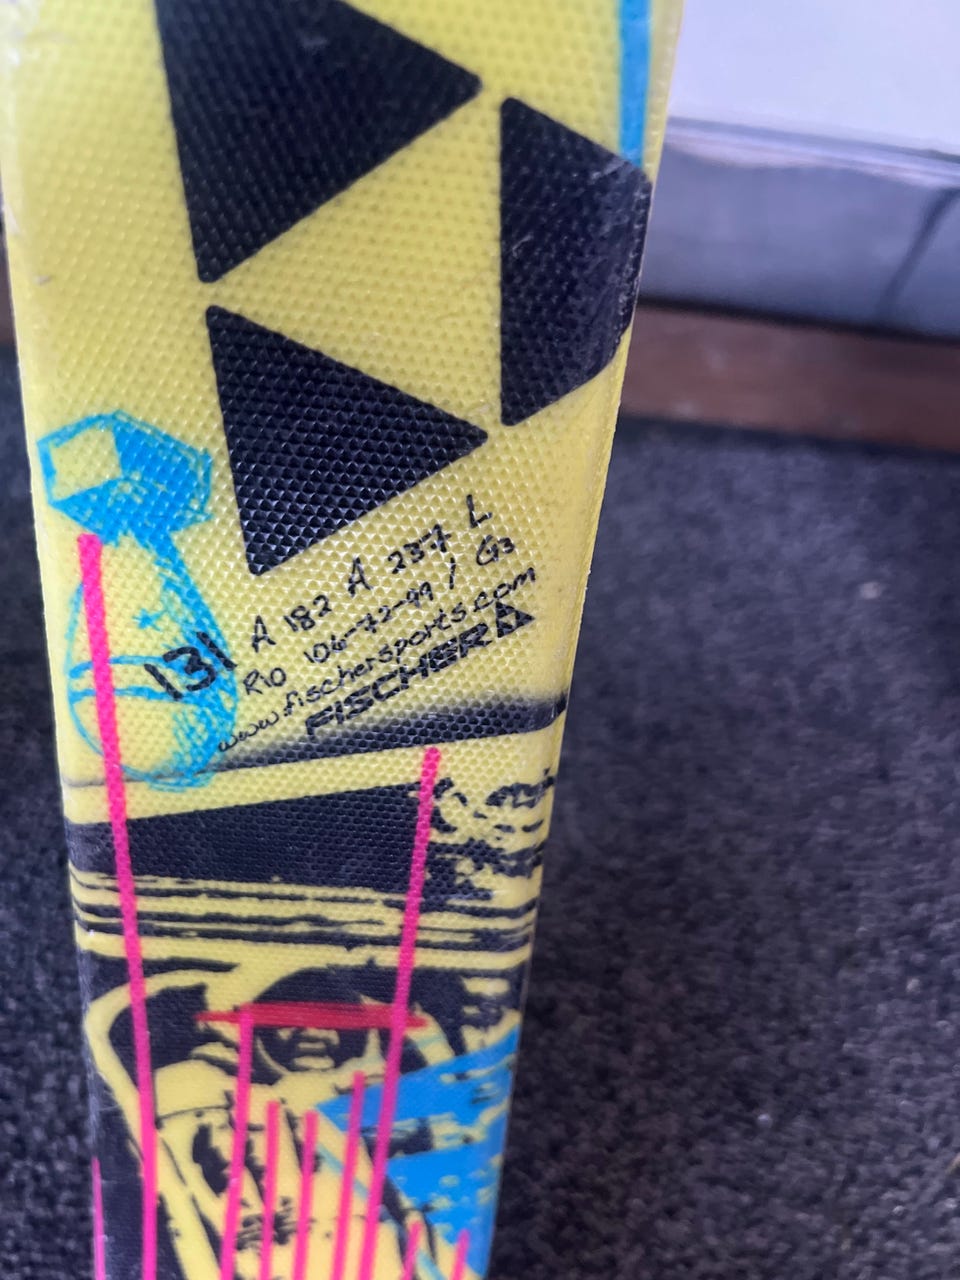 131 A 182 A 237 L
R10 106-72-99 / G3
www.fischersports.com
FISCHER